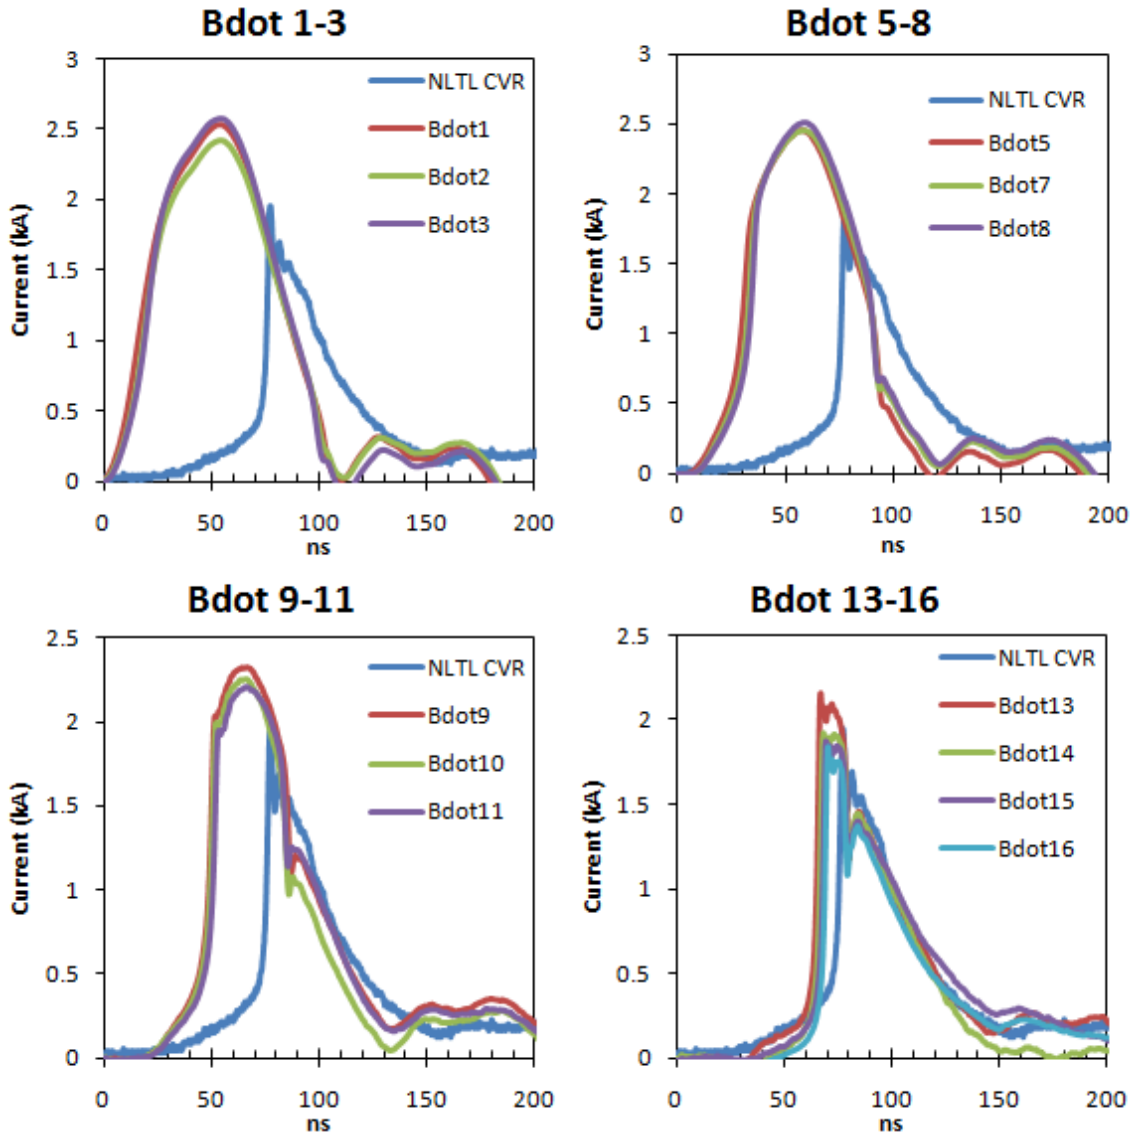 Bdot 1-3
3
2.5
2
1.5
1
0.5
0
Current (kA)
0 50 100 150 200
ns
NLTL CVR
Bdot1
Bdot2
Bdot3
Bdot 5-8
3
2.5
2
1.5
1
0.5
0
Current (kA)
0 50 100 150 200
ns
NLTL CVR
Bdot5
Bdot7
Bdot8
Bdot 9-11
2.5
2
1.5
1
0.5
0
Current (kA)
0 50 100 150 200
ns
NLTL CVR
Bdot9
Bdot10
Bdot11
Bdot 13-16
2.5
2
1.5
1
0.5
0
Current (kA)
0 50 100 150 200
ns
NLTL CVR
Bdot13
Bdot14
Bdot15
Bdot16